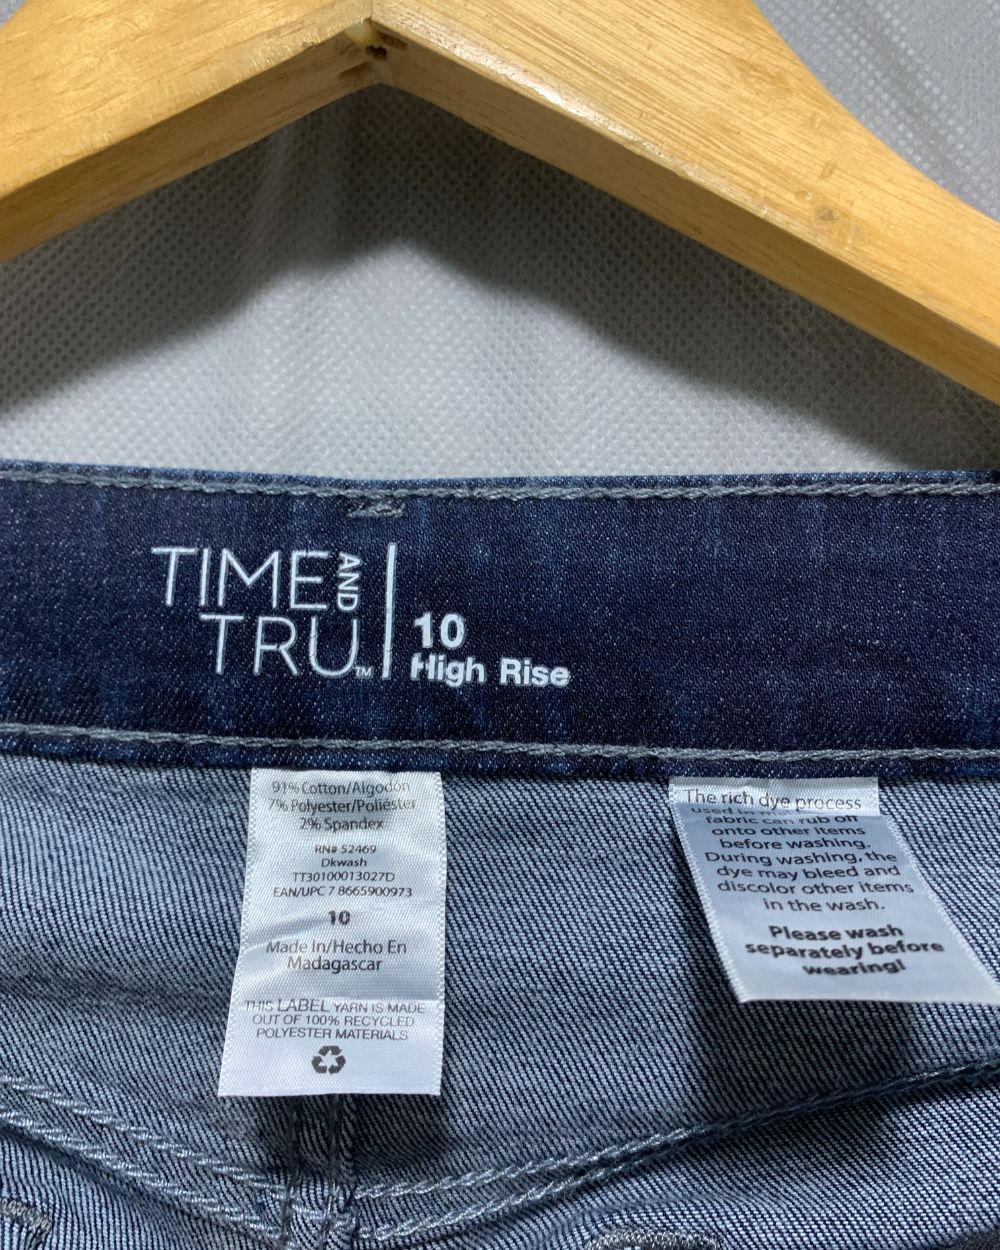 TIME AND
TRU™
10
High Rise
91% Cotton/Algodón
7% Polyester/Poliéster
2% Spandex
RN# 52469
Dkwash
TT30100013027D
EAN/UPC 7 8665900973
10
Made In/Hecho En
Madagascar
THIS LABEL YARN IS MADE
OUT OF 100% RECYCLED
POLYESTER MATERIALS
The rich dye process
used in
fabric can rub off
onto other items
before washing.
During washing, the
dye may bleed and
discolor other items
in the wash.
Please wash
separately before
wearing!